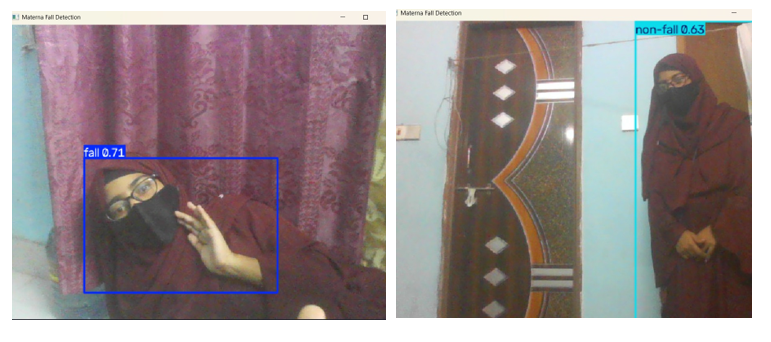 Materna Fall Detection
fall 0.71
Materna Fall Detection
non-fall 0.63